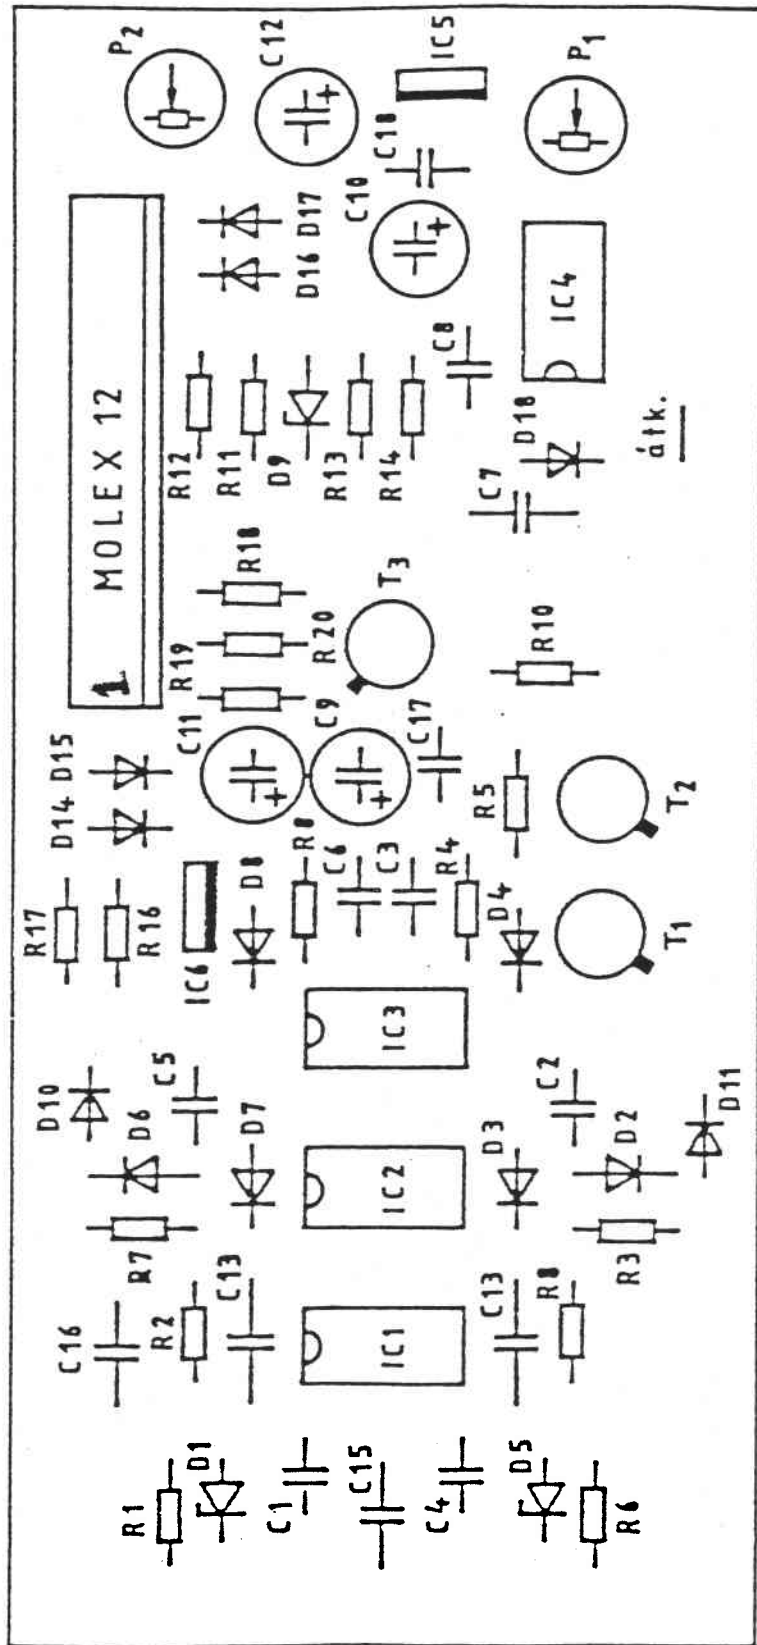 D10 R17 D14 D15
C16 1 MOLEX 12 P2
R1 R2 R7 D6 C5 R16
D1 IC6 C11 R19 R12
C13 D7 D8 R18 R11 C12
C1 D9 D16 D17
R8 C9 R20 R13
C15 C6 C10
IC1 IC2 IC3 C3 T3 R14 C18
C4 R4 C8 IC5
C13 D3 D4 R5 C7
D5 D18
R8 C2 R10 IC4 P1
R6 R3 D2 átk.
T1 T2
D11